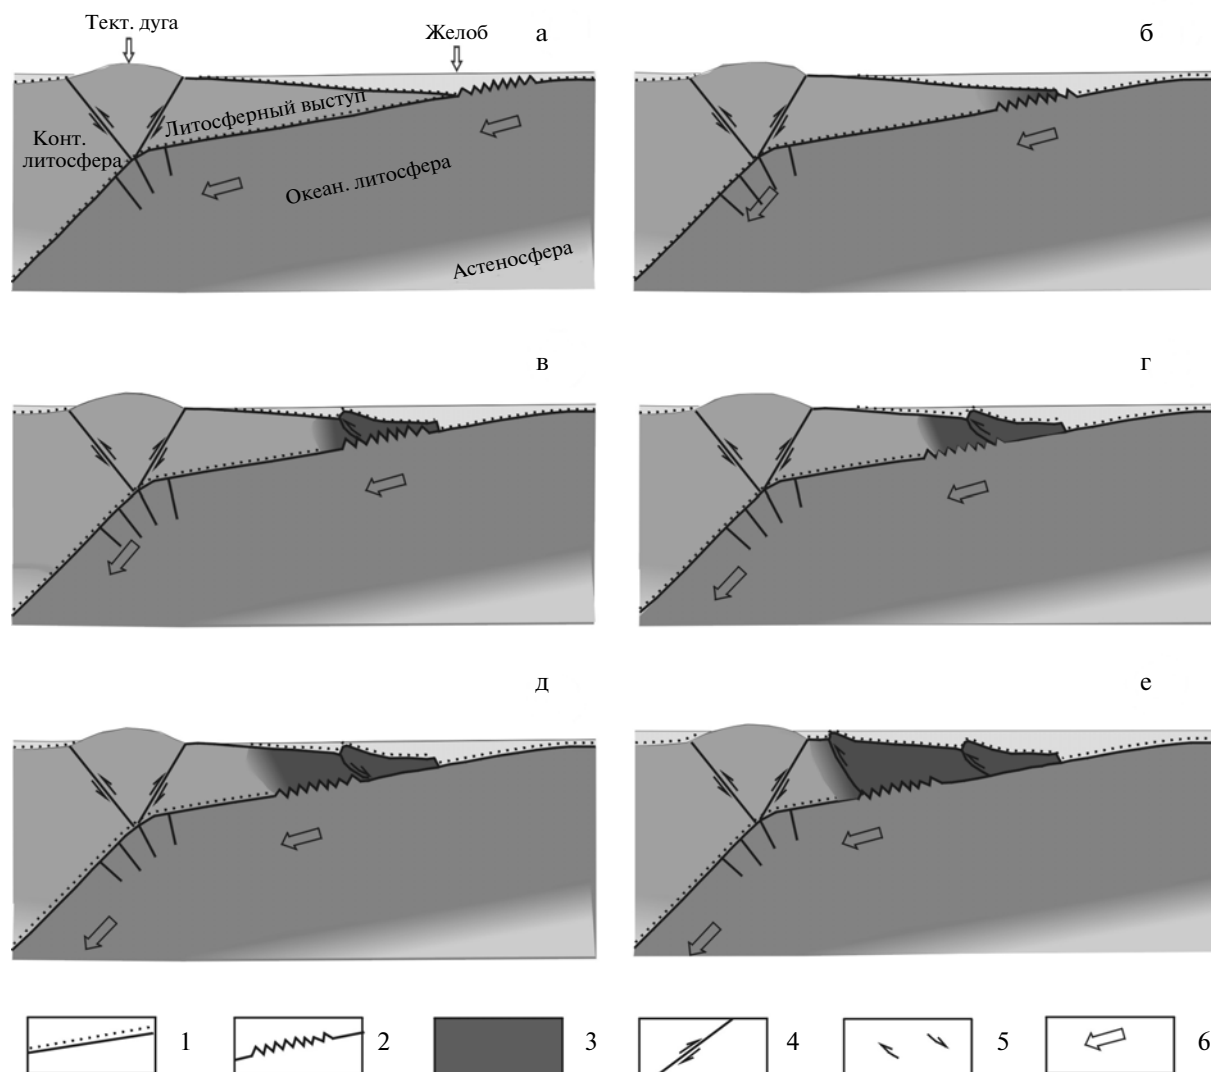 Тект. дуга
Желоб
а
б
Литосферный выступ
Конт.
литосфера
Океан. литосфера
Астеносфера
в
г
д
е
1
2
3
4
5
6